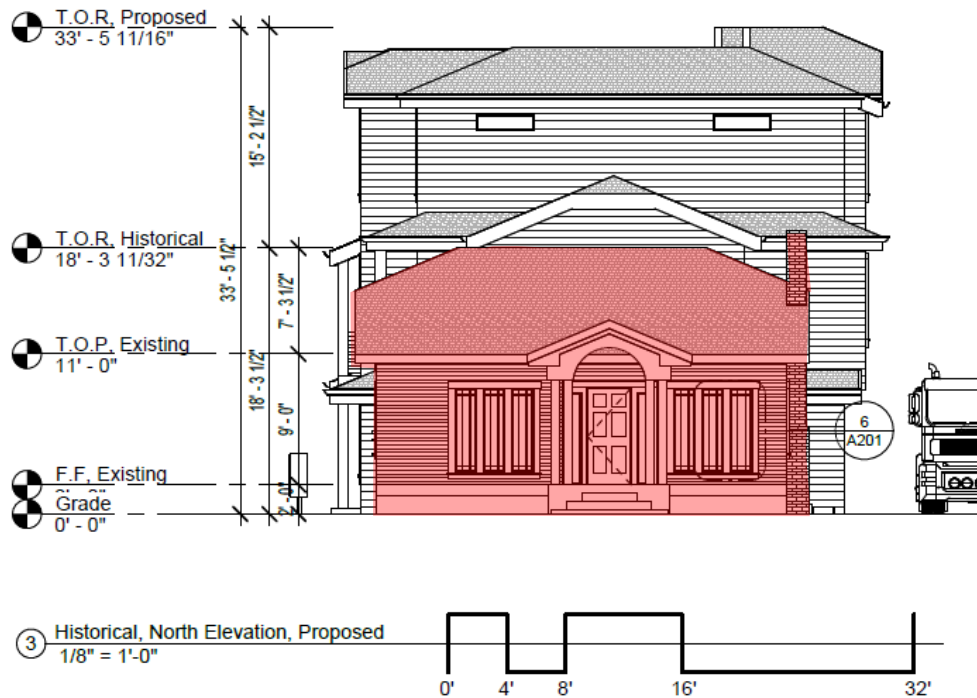 T.O.R, Proposed
33' - 5 11/16"
15' - 2 1/2"
T.O.R, Historical
18' - 3 11/32"
33' - 5 1/2"
7' - 3 1/2"
T.O.P, Existing
11' - 0"
18' - 3 1/2"
9' - 0"
6
A201
F.F, Existing
2' - 0"
Grade
0' - 0"
3
Historical, North Elevation, Proposed
1/8" = 1'-0"
0' 4' 8' 16' 32'